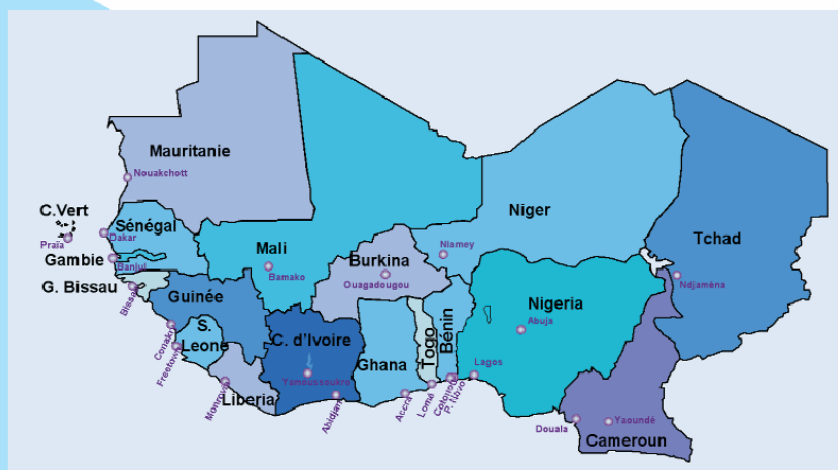 Mauritanie
Nouakchott
C.Vert
Praïa
Sénégal
Dakar
Gambie
Banjul
G. Bissau
Bissau
Mali
Bamako
Burkina
Ouagadougou
Niger
Niamey
Tchad
Ndjaména
Guinée
Conakry
S.
Leone
Freetown
Liberia
Monrovia
C. d'Ivoire
Yamoussoukro
Abidjan
Ghana
Accra
Togo
Lomé
Bénin
Cotonou
P. Novo
Nigeria
Abuja
Lagos
Cameroun
Douala
Yaoundé